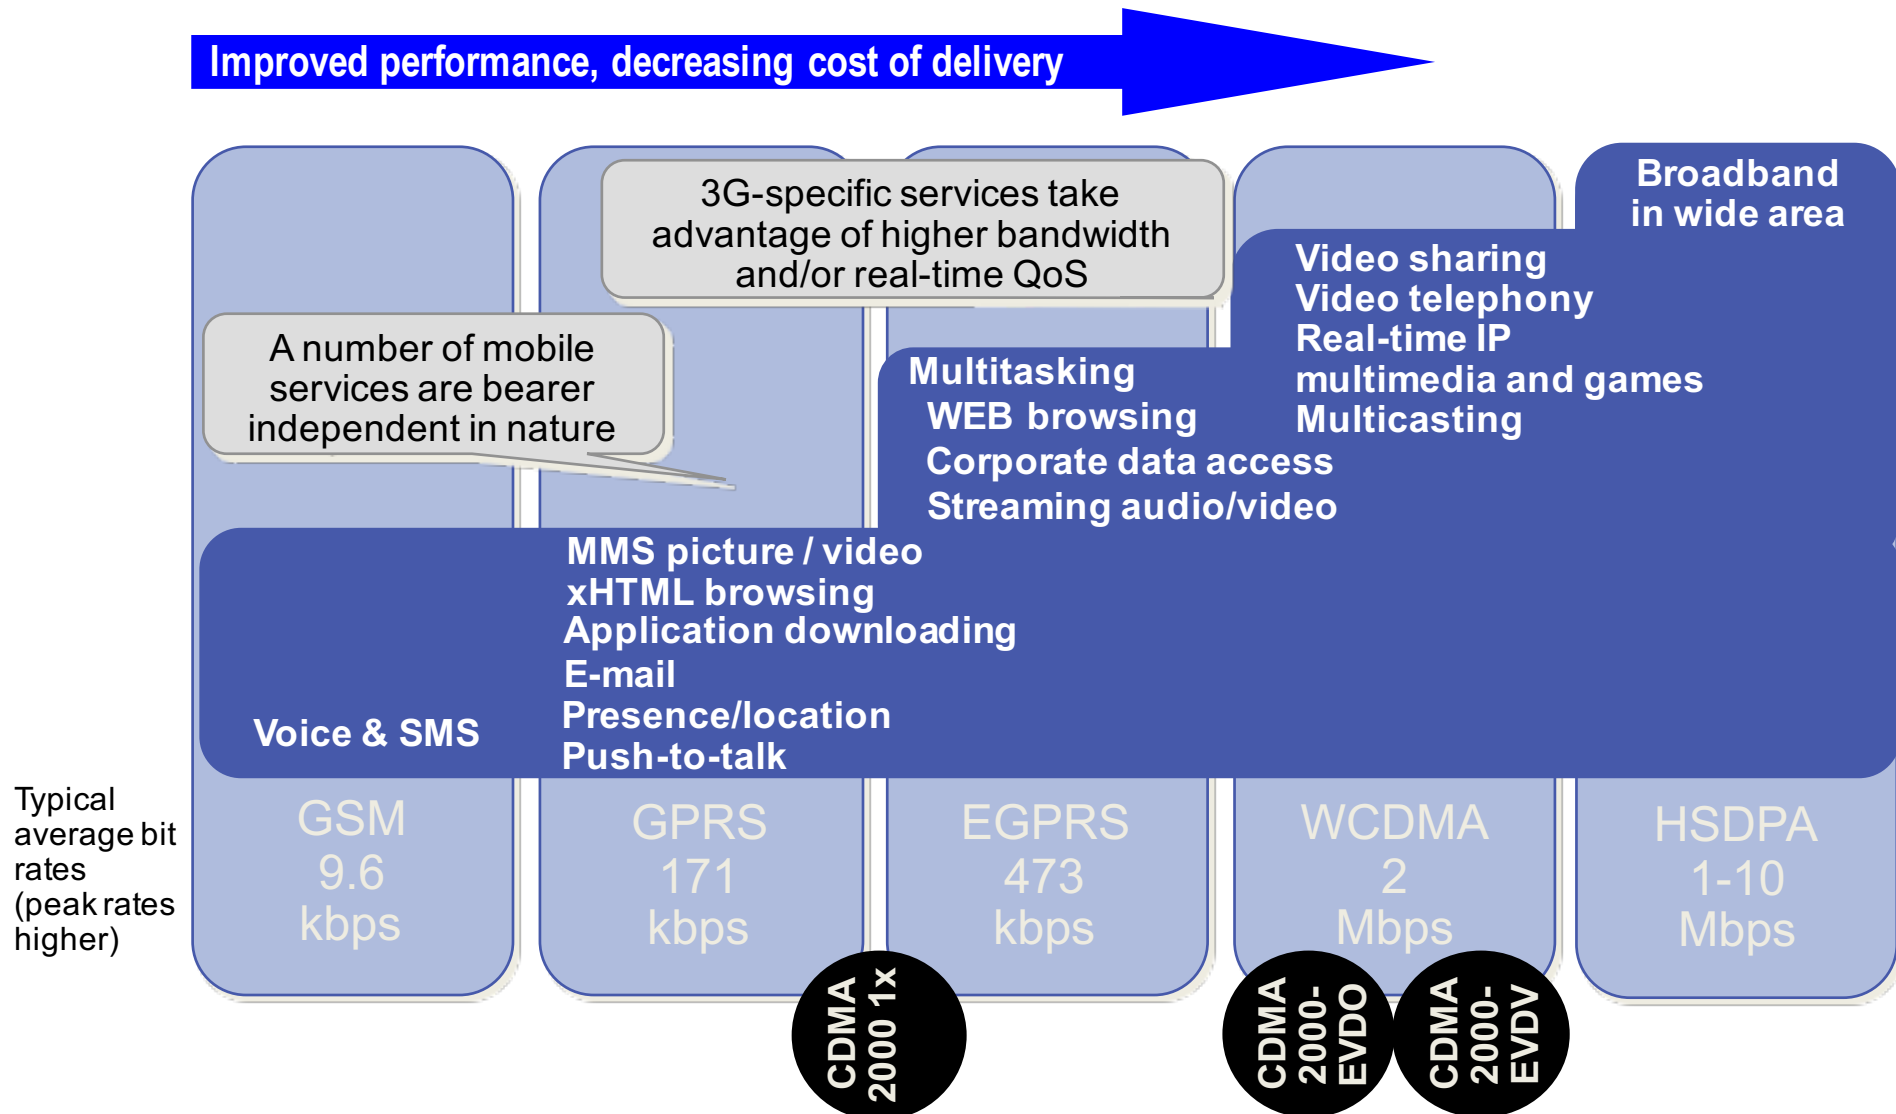 Improved performance, decreasing cost of delivery
3G-specific services take
advantage of higher bandwidth
and/or real-time QoS
Broadband
in wide area
A number of mobile
services are bearer
independent in nature
Video sharing
Video telephony
Real-time IP
multimedia and games
Multicasting
Multitasking
WEB browsing
Corporate data access
Streaming audio/video
MMS picture / video
xHTML browsing
Application downloading
E-mail
Presence/location
Push-to-talk
Voice & SMS
Typical
average bit
rates
(peak rates
higher)
GSM
9.6
kbps
GPRS
171
kbps
EGPRS
473
kbps
WCDMA
2
Mbps
HSDPA
1-10
Mbps
CDMA
2000 1x
CDMA
2000-
EVDO
CDMA
2000-
EVDV